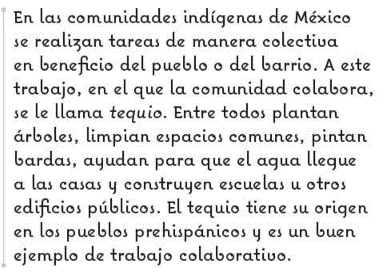 En las comunidades indígenas de México
se realizan tareas de manera colectiva
en beneficio del pueblo o del barrio. A este
trabajo, en el que la comunidad colabora,
se le llama tequio. Entre todos plantan
árboles, limpian espacios comunes, pintan
bardas, ayudan para que el agua llegue
a las casas y construyen escuelas u otros
edificios públicos. El tequio tiene su origen
en los pueblos prehispánicos y es un buen
ejemplo de trabajo colaborativo.